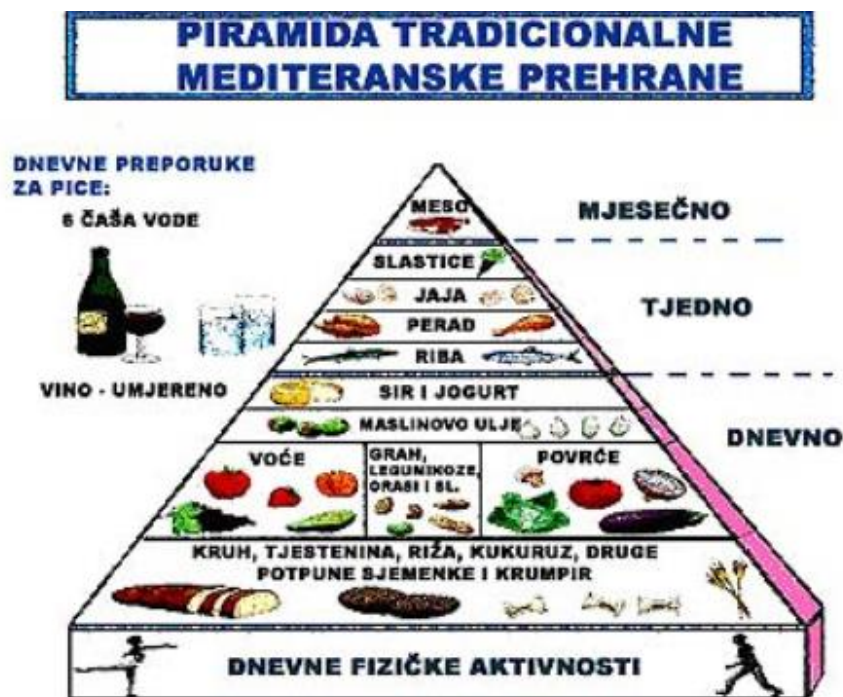 PIRAMIDA TRADICIONALNE
MEDITERANSKE PREHRANE
DNEVNE PREPORUKE
ZA PICE:
6 ČAŠA VODE
VINO - UMJERENO
MESO
MJESEČNO
SLASTICE
JAJA
PERAD
RIBA
TJEDNO
SIR I JOGURT
MASLINOVO ULJE
DNEVNO
VOĆE
GRAH,
LEGUNIKOZE,
ORASI I SL.
POVRĆE
KRUH, TJESTENINA, RIŽA, KUKURUZ, DRUGE
POTPUNE SJEMENKE I KRUMPIR
DNEVNE FIZIČKE AKTIVNOSTI